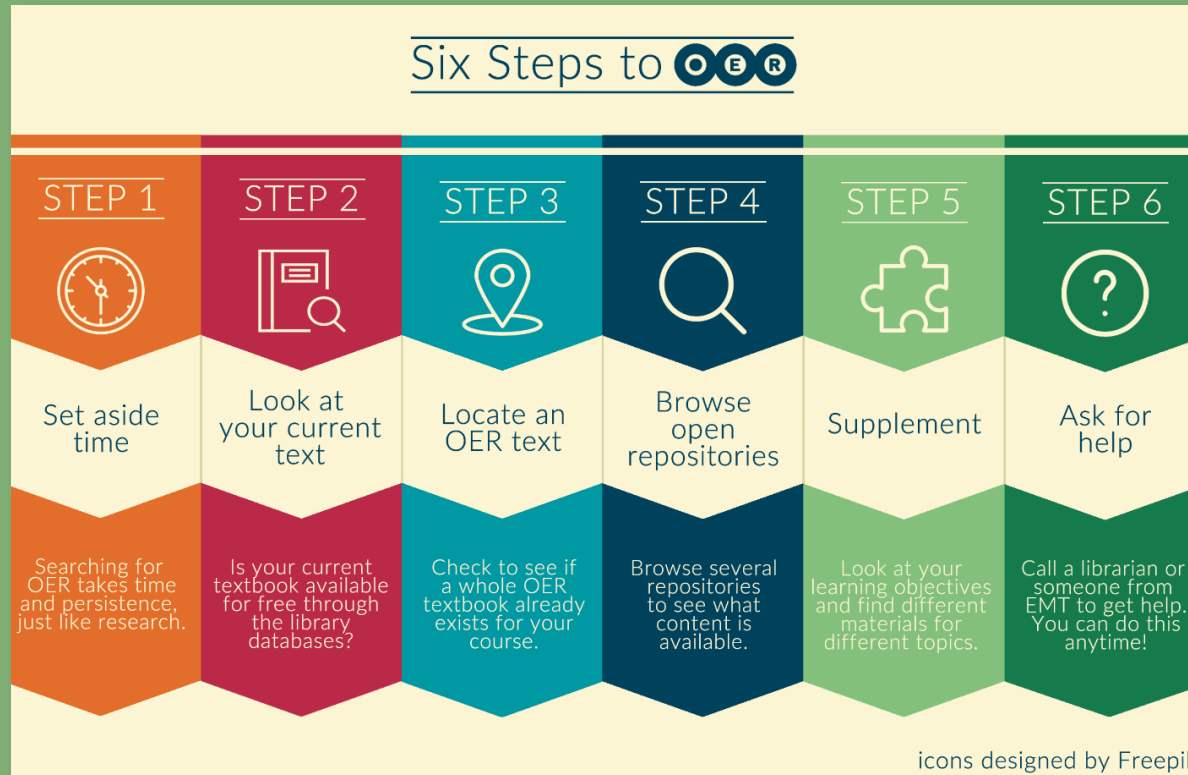 Six Steps to OER
STEP 1
Set aside
time
Searching for
OER takes time
and persistence,
just like research.
STEP 2
Look at
your current
text
Is your current
textbook available
for free through
the library
databases?
STEP 3
Locate an
OER text
Check to see if
a whole OER
textbook already
exists for your
course.
STEP 4
Browse
open
repositories
Browse several
repositories
to see what
content is
available.
STEP 5
Supplement
Look at your
learning objectives
and find different
materials for
different topics.
STEP 6
Ask for
help
Call a librarian or
someone from
EMT to get help.
You can do this
anytime!
icons designed by